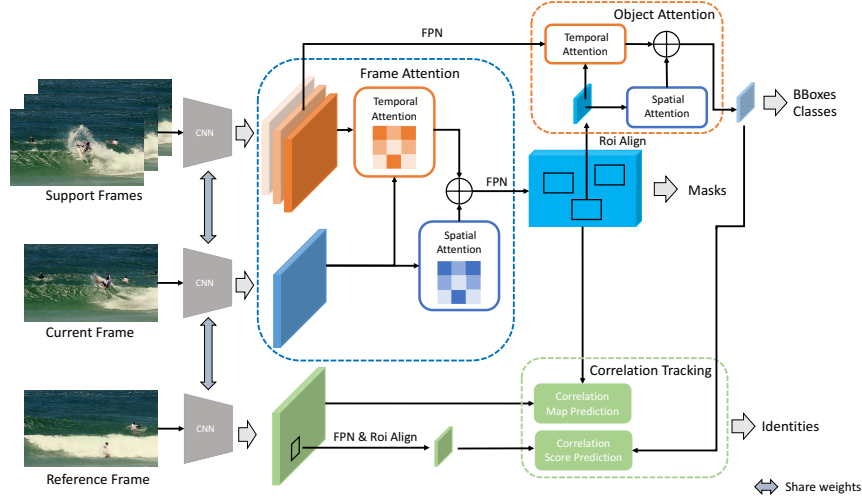 Object Attention
FPN
Temporal
Attention
Spatial
Attention
BBoxes
Classes
Frame Attention
Temporal
Attention
CNN
Support Frames
Roi Align
FPN
Masks
Spatial
Attention
CNN
Current Frame
Correlation Tracking
Correlation
Map Prediction
CNN
FPN & Roi Align
Correlation
Score Prediction
Identities
Reference Frame
Share weights